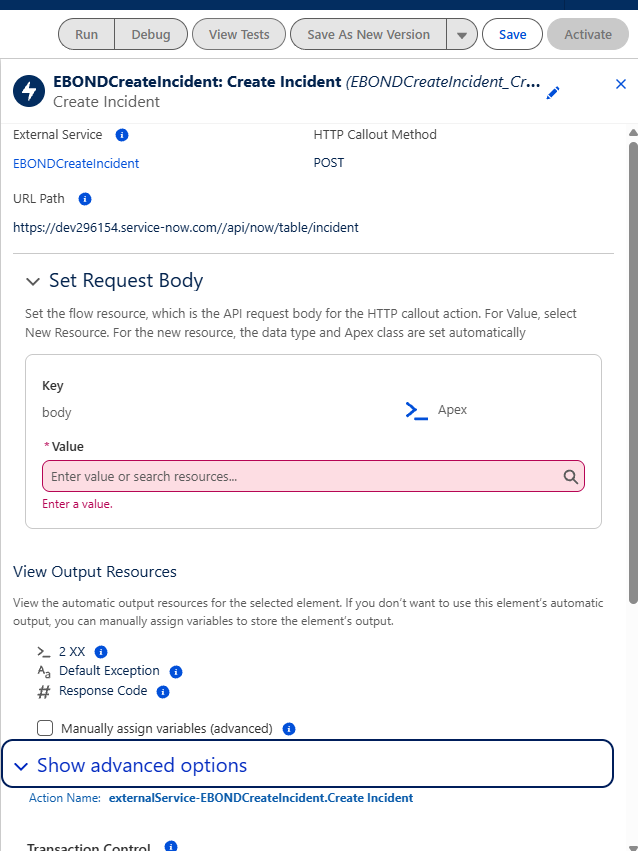 Run
Debug
View Tests
Save As New Version
Save
Activate
EBONDCreateIncident: Create Incident (EBONDCreateIncident_Cr...
Create Incident
External Service
HTTP Callout Method
EBONDCreateIncident
POST
URL Path
https://dev296154.service-now.com//api/now/table/incident
Set Request Body
Set the flow resource, which is the API request body for the HTTP callout action. For Value, select
New Resource. For the new resource, the data type and Apex class are set automatically
Key
body
Apex
* Value
Enter value or search resources...
Enter a value.
View Output Resources
View the automatic output resources for the selected element. If you don't want to use this element's automatic
output, you can manually assign variables to store the element's output.
2 XX
Default Exception
Response Code
Manually assign variables (advanced)
Show advanced options
Action Name: externalService-EBONDCreateIncident.Create Incident
Transaction Control